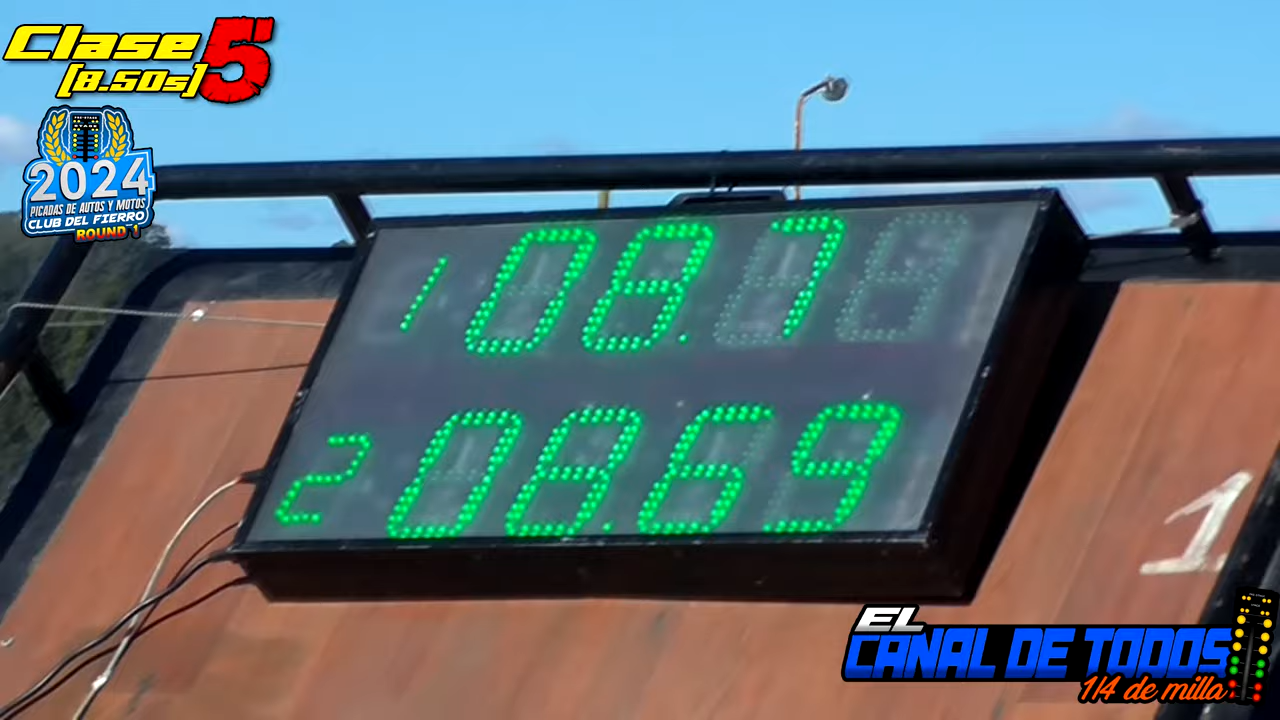 Clase 5
[8.50s]
2024
PICADAS DE AUTOS Y MOTOS
CLUB DEL FIERRO
ROUND 1
1 08.7
2 08.69
1
EL
CANAL DE TODOS
1/4 de milla